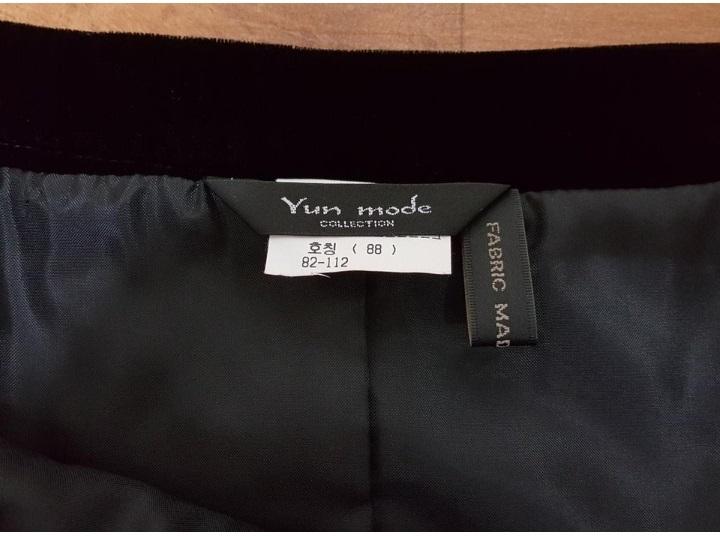 Yun mode
COLLECTION
호칭 ( 88 )
82-112
FABRIC MAD